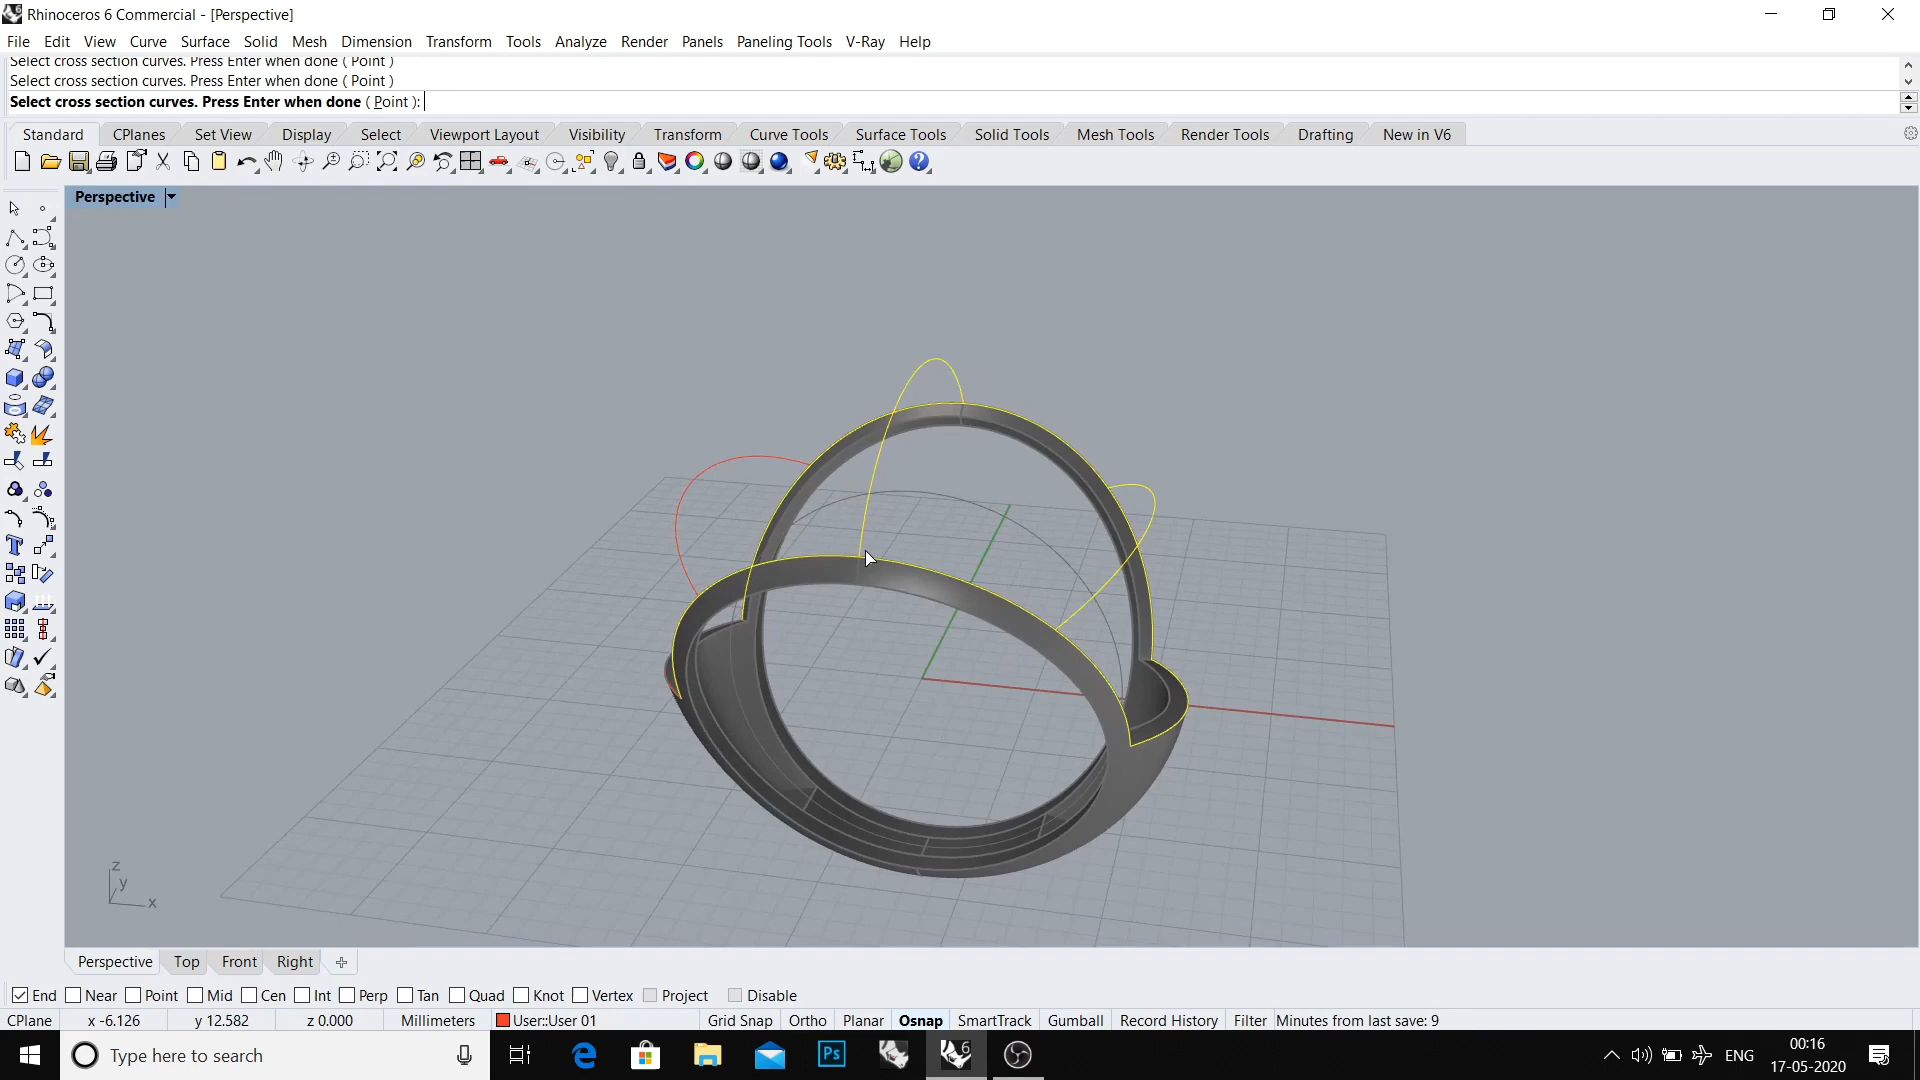 Rhinoceros 6 Commercial - [Perspective]
File Edit View Curve Surface Solid Mesh Dimension Transform Tools Analyze Render Panels Paneling Tools V-Ray Help
Select cross section curves. Press Enter when done ( Point )
Select cross section curves. Press Enter when done ( Point )
Select cross section curves. Press Enter when done ( Point ):
Standard CPlanes Set View Display Select Viewport Layout Visibility Transform Curve Tools Surface Tools Solid Tools Mesh Tools Render Tools Drafting New in V6
Perspective
z
y
x
Perspective Top Front Right
End Near Point Mid Cen Int Perp Tan Quad Knot Vertex Project Disable
CPlane x -6.126 y 12.582 z 0.000 Millimeters User::User 01 Grid Snap Ortho Planar Osnap SmartTrack Gumball Record History Filter Minutes from last save: 9
Type here to search Ps 6 ENG 00:16
17-05-2020